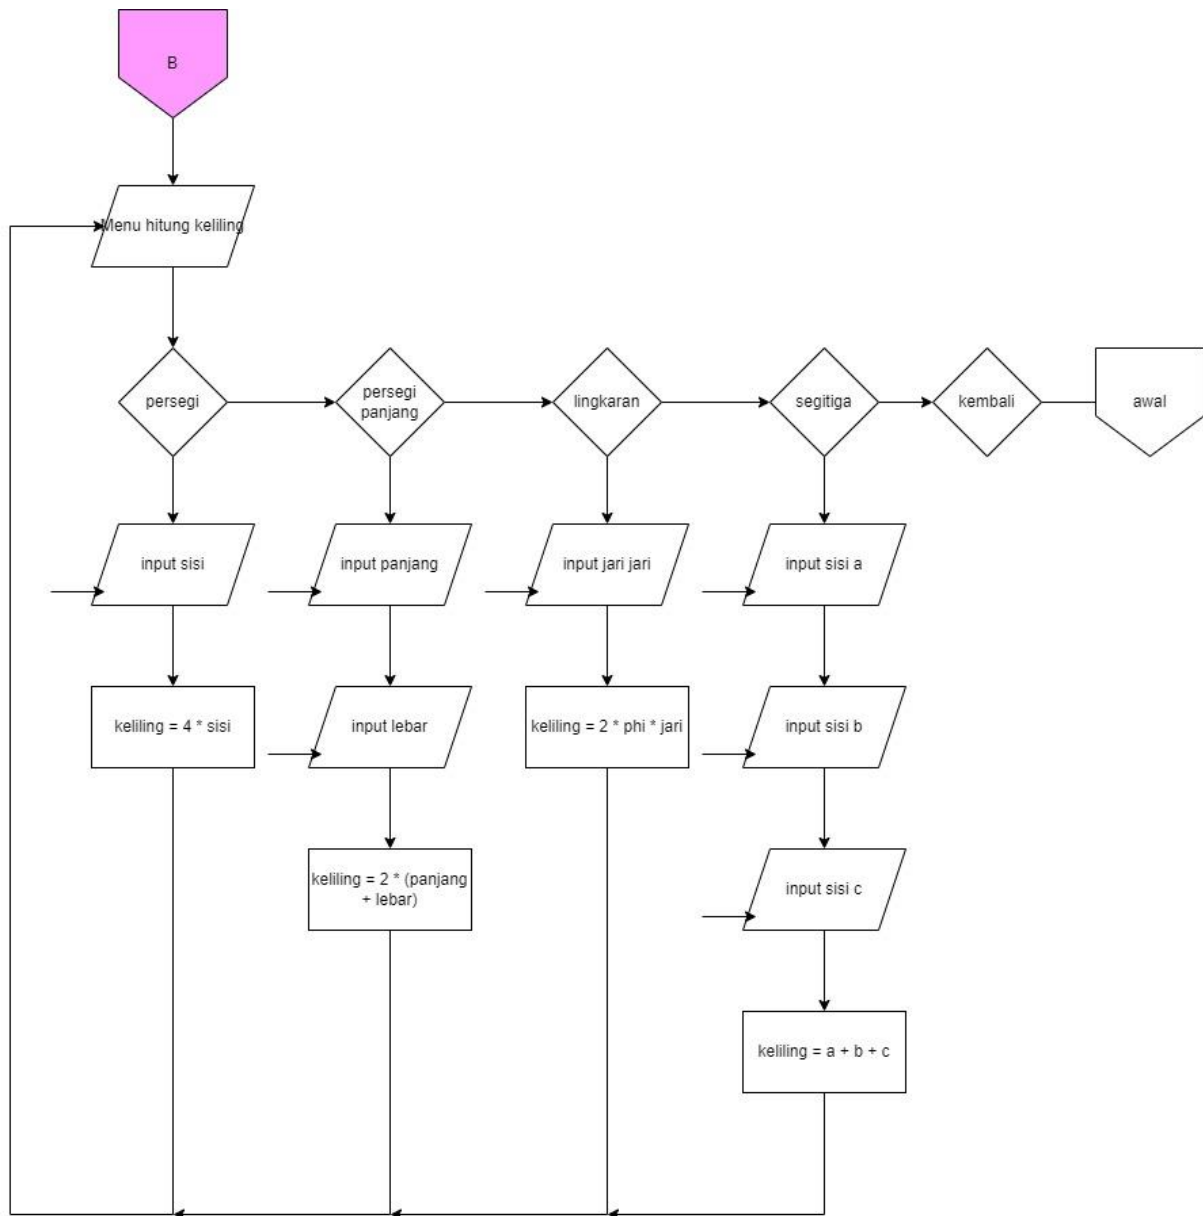 B
Menu hitung keliling
persegi
persegi
panjang
lingkaran
segitiga
kembali
awal
input sisi
input panjang
input jari jari
input sisi a
keliling = 4 * sisi
input lebar
keliling = 2 * phi * jari
input sisi b
keliling = 2 * (panjang
+ lebar)
input sisi c
keliling = a + b + c